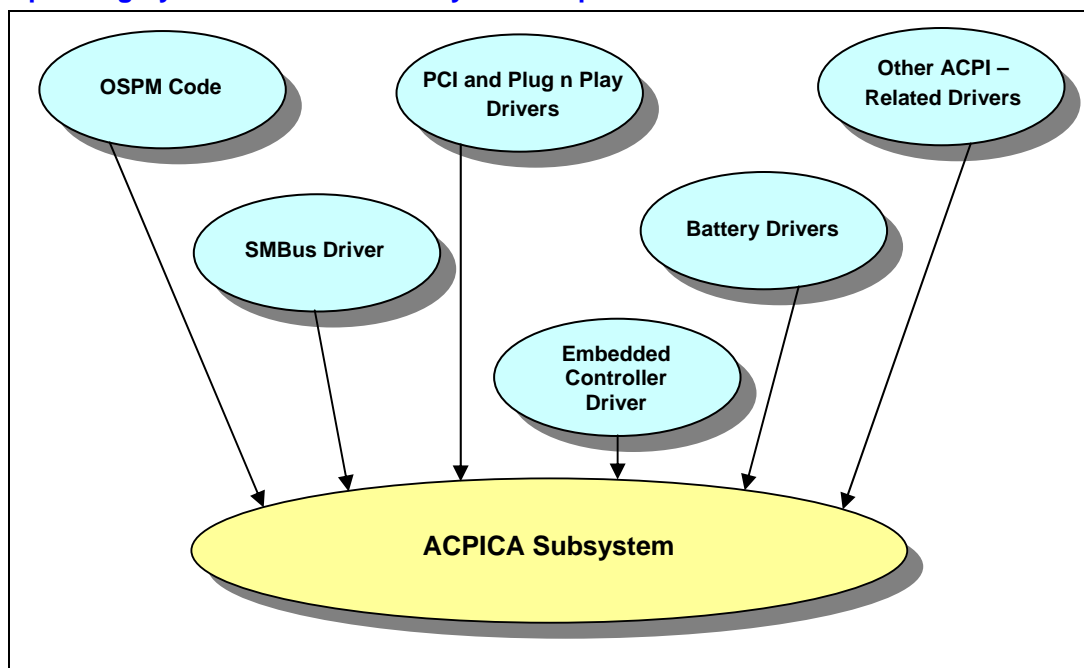 OSPM Code
PCI and Plug n Play
Drivers
Other ACPI –
Related Drivers
SMBus Driver
Battery Drivers
Embedded
Controller
Driver
ACPICA Subsystem